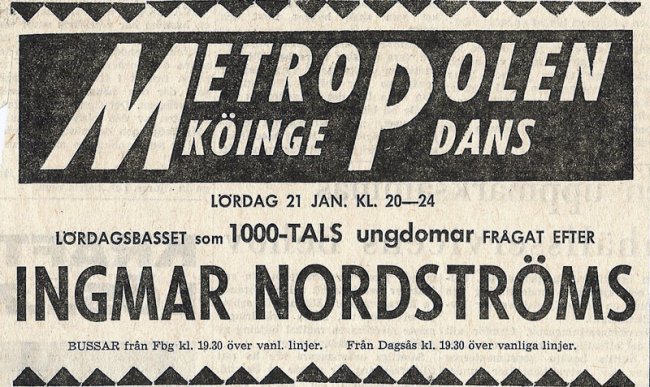 METROPOLEN
KÖINGE DANS
LÖRDAG 21 JAN. KL. 20—24
LÖRDAGSBASSET som 1000-TALS ungdomar FRÅGAT EFTER
INGMAR NORDSTRÖMS
BUSSAR från Fbg kl. 19.30 över vanl. linjer. Från Dagsås kl. 19.30 över vanliga linjer.